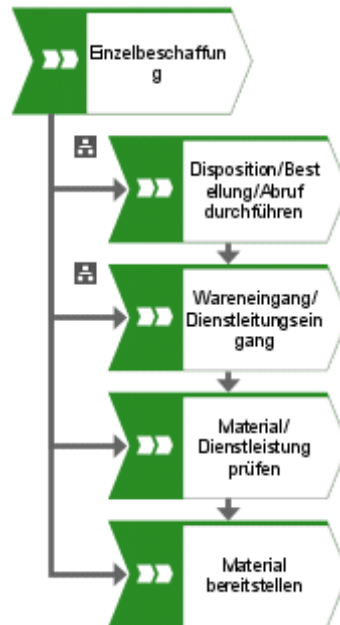 Einzelbeschaffun
g
Disposition/Best
ellung/Abruf
durchführen
Wareneingang/
Dienstleitungsein
gang
Material/
Dienstleistung
prüfen
Material
bereitstellen